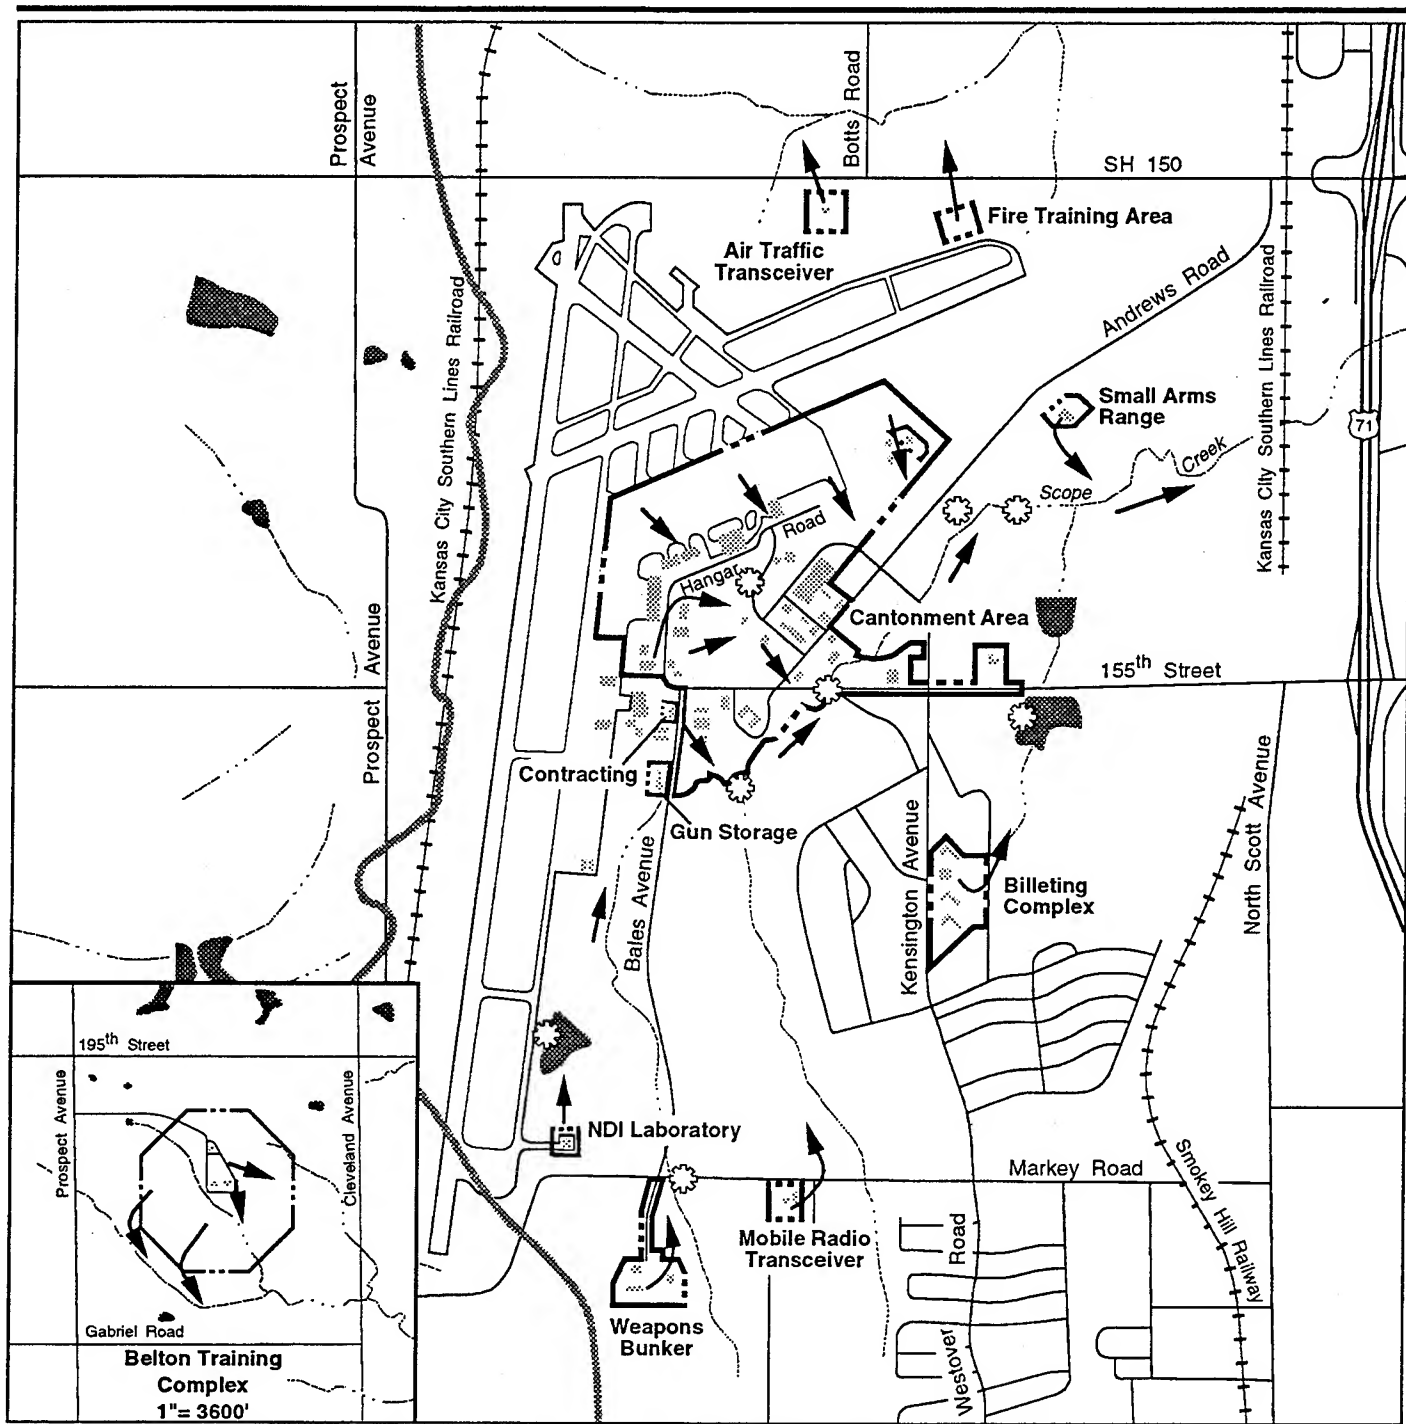 Prospect
Avenue
Botts Road
SH 150
Fire Training Area
Air Traffic
Transceiver
Andrews Road
Kansas City Southern Lines Railroad
Kansas City Southern Lines Railroad
Small Arms
Range
71
Scope
Creek
Hangar
Road
Cantonment Area
155th Street
Prospect Avenue
Contracting
Gun Storage
Bales Avenue
Kensington Avenue
North Scott Avenue
Billeting
Complex
NDI Laboratory
Markey Road
Smokey Hill Railway
Mobile Radio
Transceiver
Weapons
Bunker
Westover Road
195th Street
Prospect Avenue
Cleveland Avenue
Gabriel Road
Belton Training
Complex
1"= 3600'